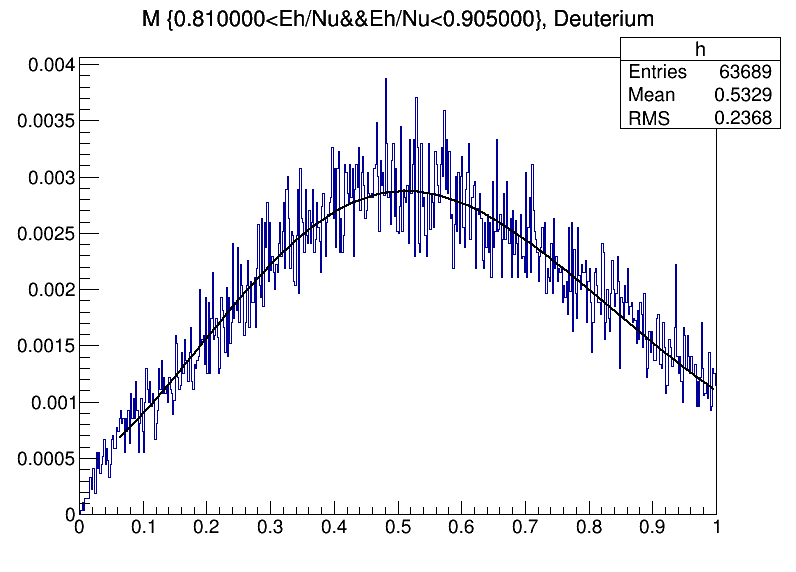 M {0.810000<Eh/Nu&&Eh/Nu<0.905000}, Deuterium
h
Entries 63689
Mean 0.5329
RMS 0.2368
0.004
0.0035
0.003
0.0025
0.002
0.0015
0.001
0.0005
0
0 0.1 0.2 0.3 0.4 0.5 0.6 0.7 0.8 0.9 1